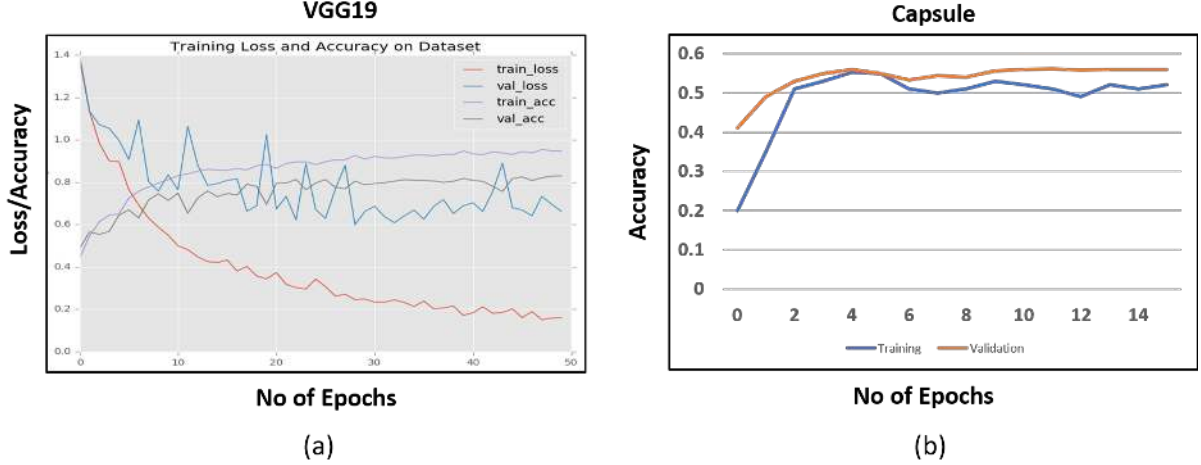 VGG19
Training Loss and Accuracy on Dataset
1.4
1.2
1.0
0.8
0.6
0.4
0.2
0.0
0 10 20 30 40 50
train_loss
val_loss
train_acc
val_acc
Loss/Accuracy
No of Epochs
(a)
Capsule
0.6
0.5
0.4
0.3
0.2
0.1
0
0 2 4 6 8 10 12 14
Training Validation
Accuracy
No of Epochs
(b)